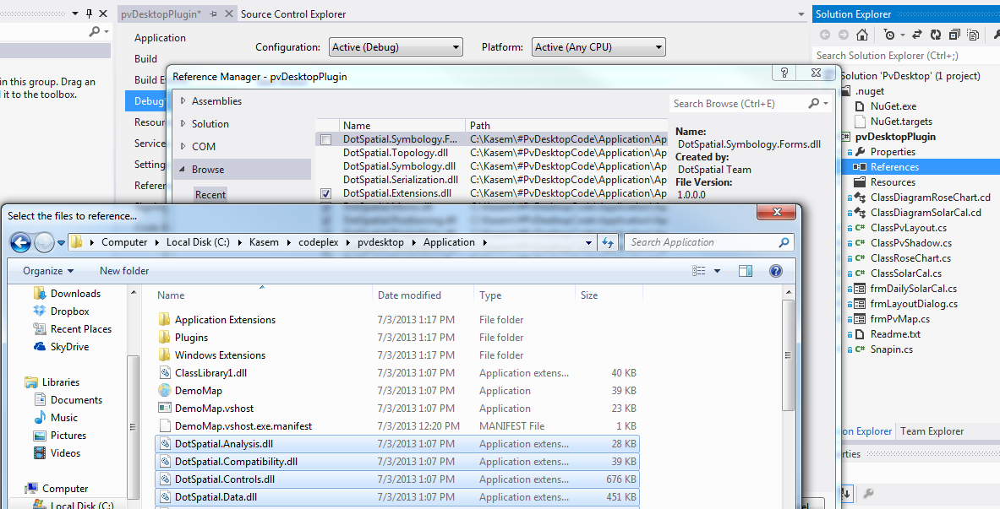 pvDesktopPlugin*
Source Control Explorer
Solution Exploror
in this group. Drag an
it to the toolbox.
Application
Build
Build E
Debug
Resour
Service
Setting
Referer
Configuration:
Active (Debug)
Platform:
Active (Any CPU)
Reference Manager - pvDesktopPlugin
Assemblies
Solution
COM
Browse
Recent
Name Path
DotSpatial.Symbology.F... C:\Kasem\#PvDesktopCode\Application\Ap
DotSpatial.Topology.dll C:\Kasem\#PvDesktopCode\Application\Ap
DotSpatial.Symbology.dll C:\Kasem\#PvDesktopCode\Application\Ap
DotSpatial.Serialization.dll C:\Kasem\#PvDesktopCode\Application\Ap
DotSpatial.Extensions.dll C:\Kasem\#PvDesktopCode\Application\Ap
Search Browse (Ctrl+E)
Name:
DotSpatial.Symbology.Forms.dll
Created by:
DotSpatial Team
File Version:
1.0.0.0
Search Solution Explorer (Ctrl+;)
Solution 'PvDesktop' (1 project)
.nuget
NuGet.exe
NuGet.targets
pvDesktopPlugin
Properties
References
Resources
ClassDiagramRoseChart.cd
ClassDiagramSolarCal.cd
ClassPvLayout.cs
ClassPvShadow.cs
ClassRoseChart.cs
ClassSolarCal.cs
frmDailySolarCal.cs
frmLayoutDialog.cs
frmPvMap.cs
Readme.txt
Snapin.cs
on Explorer
Team Explorer
rties
Select the files to reference...
Computer Local Disk (C:) Kasem codeplex pvdesktop Application
Search Application
Organize
New folder
Downloads
Dropbox
Recent Places
SkyDrive
Libraries
Documents
Music
Pictures
Videos
Computer
Local Disk (C:)
Name Date modified Type Size
Application Extensions 7/3/2013 1:17 PM File folder
Plugins 7/3/2013 1:17 PM File folder
Windows Extensions 7/3/2013 1:17 PM File folder
ClassLibrary1.dll 7/3/2013 1:07 PM Application extens... 40 KB
DemoMap 7/3/2013 1:07 PM Application 39 KB
DemoMap.vshost 7/3/2013 1:07 PM Application 23 KB
DemoMap.vshost.exe.manifest 7/3/2013 12:20 PM MANIFEST File 1 KB
DotSpatial.Analysis.dll 7/3/2013 1:07 PM Application extens... 28 KB
DotSpatial.Compatibility.dll 7/3/2013 1:07 PM Application extens... 39 KB
DotSpatial.Controls.dll 7/3/2013 1:07 PM Application extens... 676 KB
DotSpatial.Data.dll 7/3/2013 1:07 PM Application extens... 451 KB